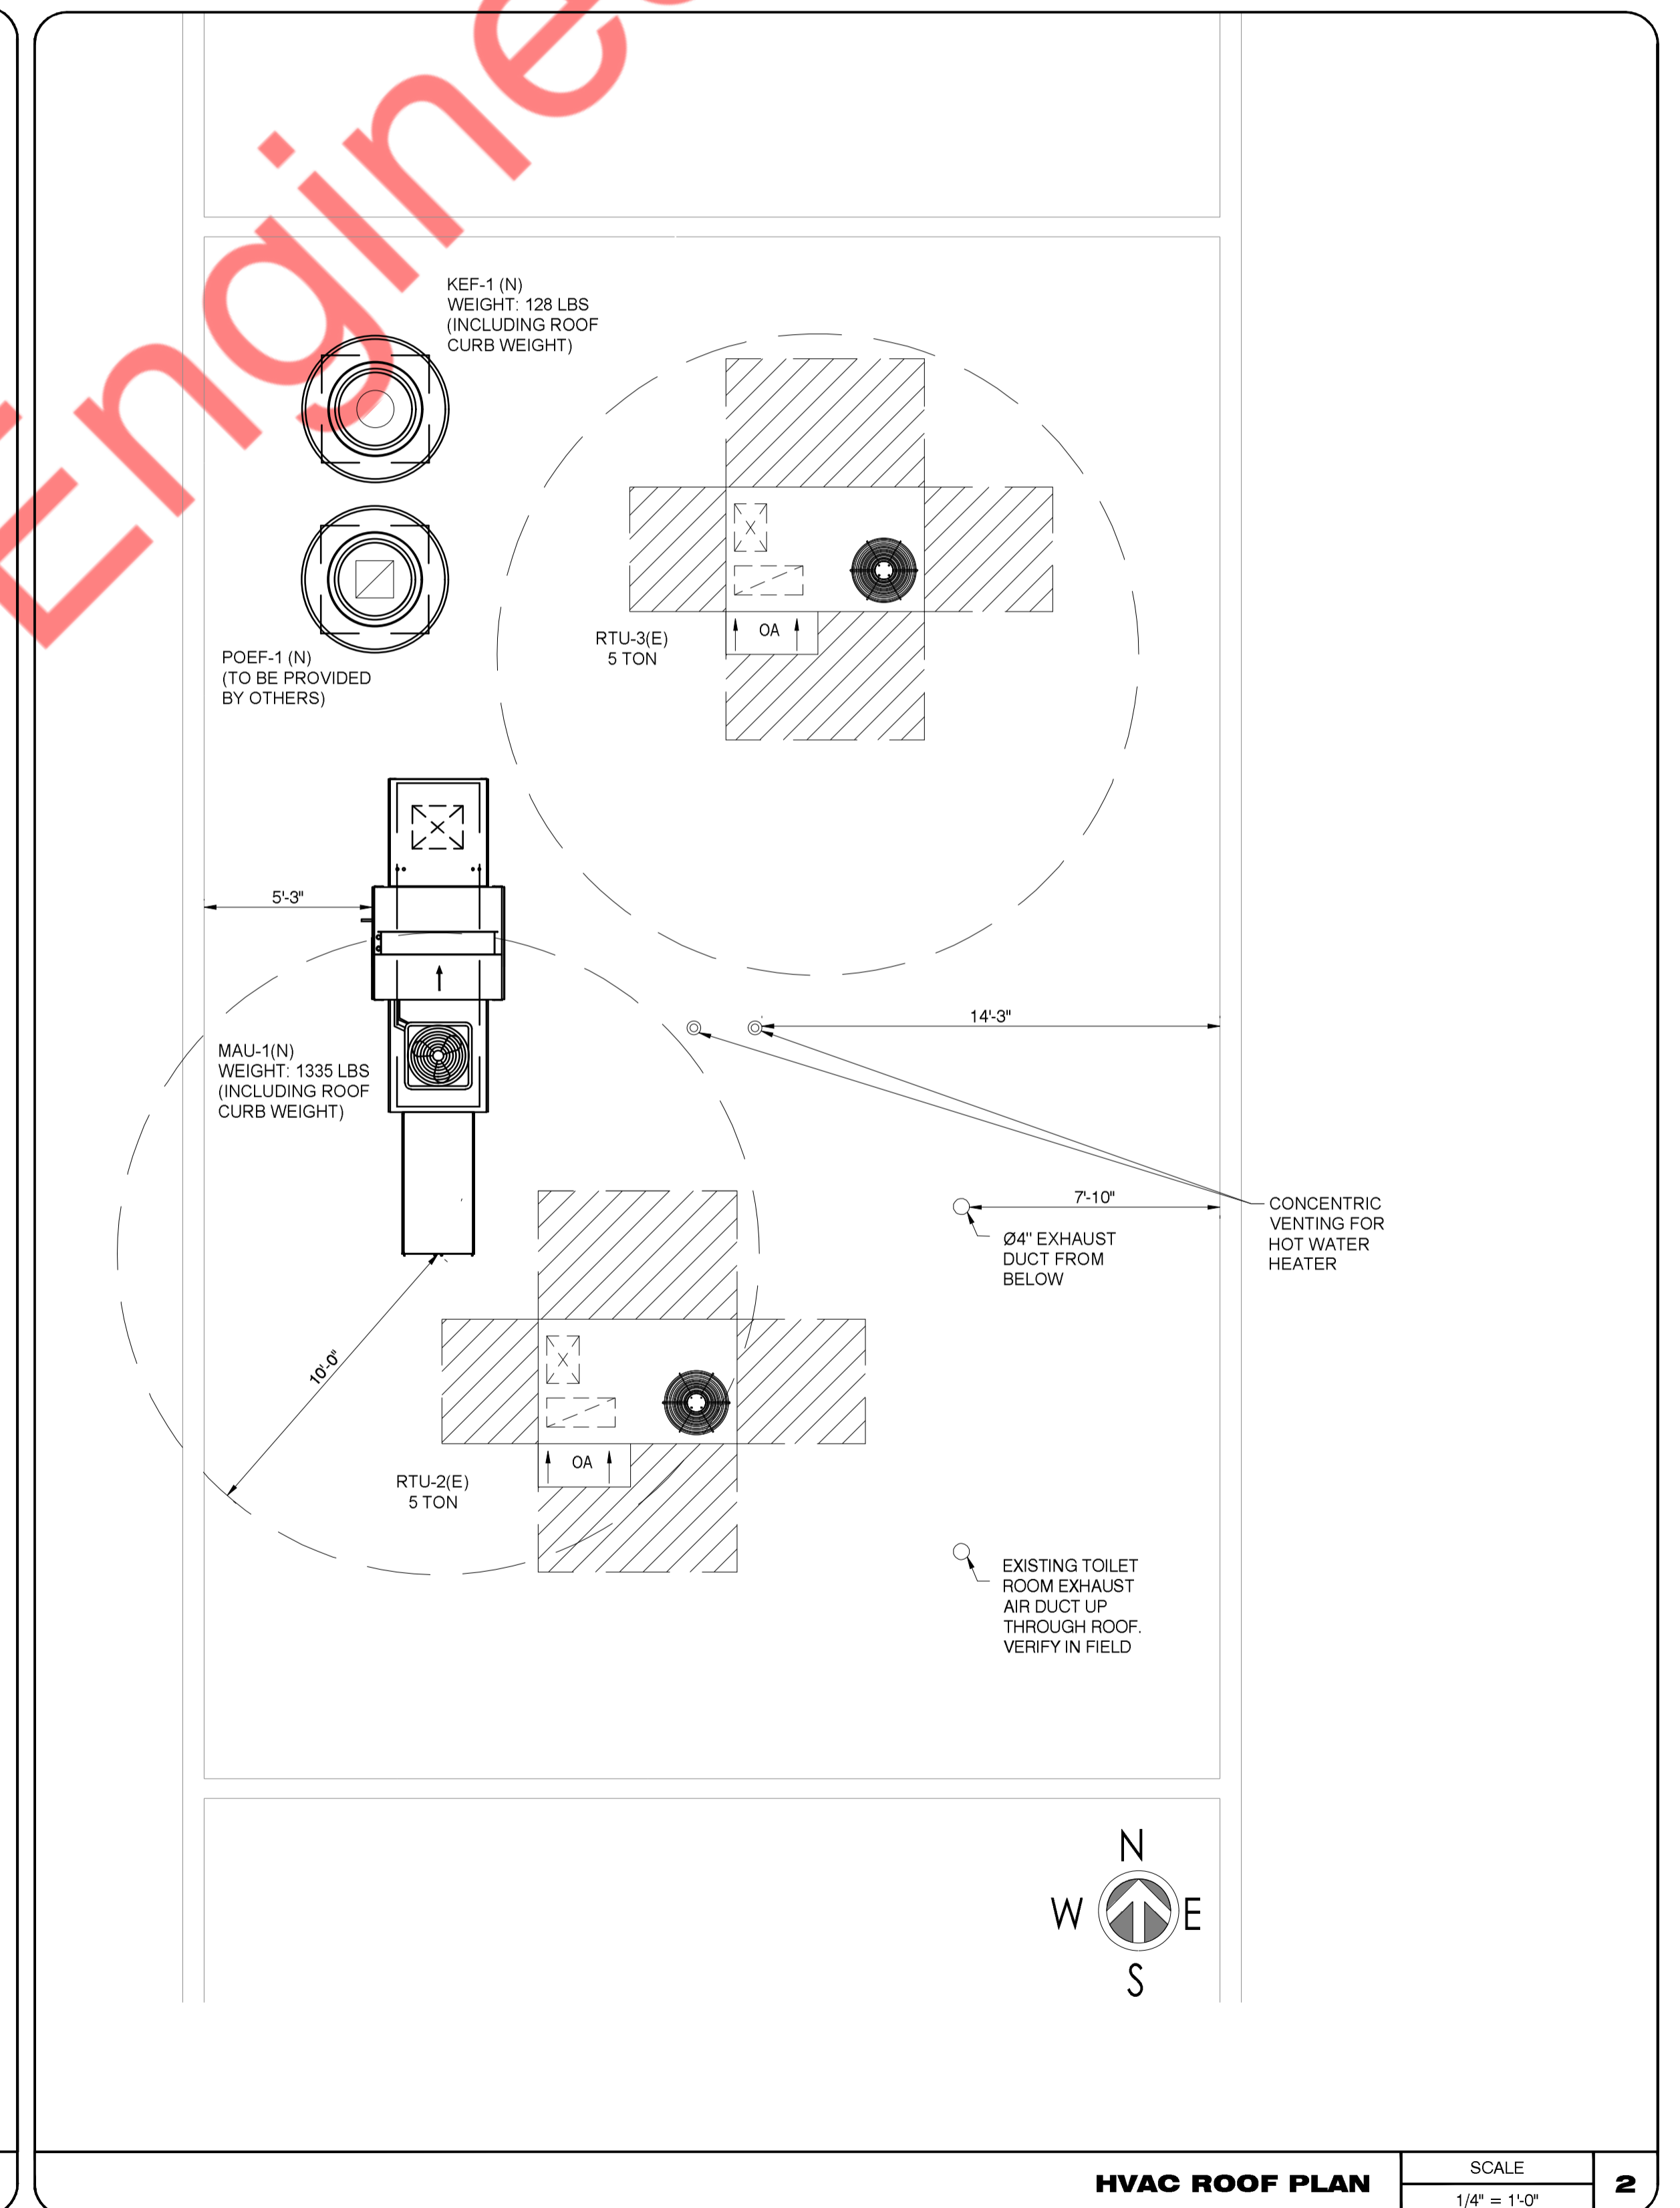 Engine
KEF-1 (N)
WEIGHT: 128 LBS
(INCLUDING ROOF
CURB WEIGHT)
OA
RTU-3(E)
5 TON
POEF-1 (N)
(TO BE PROVIDED
BY OTHERS)
5'-3"
14'-3"
MAU-1(N)
WEIGHT: 1335 LBS
(INCLUDING ROOF
CURB WEIGHT)
7'-10"
CONCENTRIC
VENTING FOR
HOT WATER
HEATER
Ø4" EXHAUST
DUCT FROM
BELOW
10'-0"
OA
RTU-2(E)
5 TON
EXISTING TOILET
ROOM EXHAUST
AIR DUCT UP
THROUGH ROOF.
VERIFY IN FIELD
N
W E
S
HVAC ROOF PLAN
SCALE
1/4" = 1'-0"
2